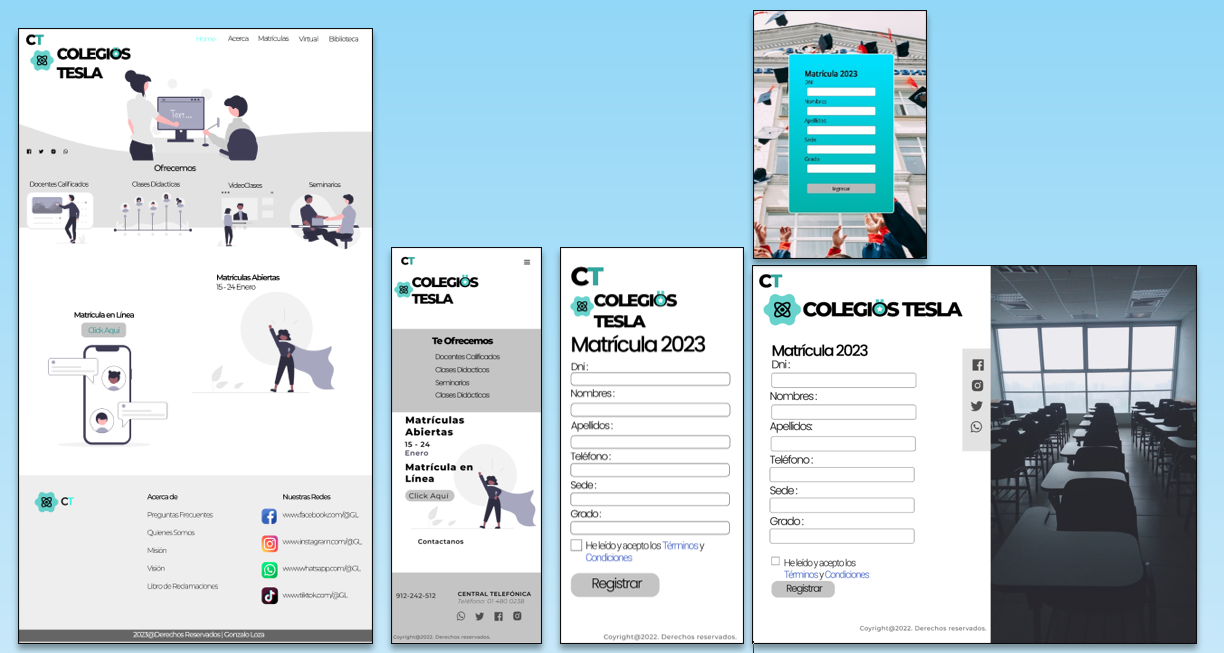 CT
COLEGIOS
TESLA
Home Acerca Matrículas Virtual Biblioteca
Text...
Ofrecemos
Docentes Calificados
Clases Didacticas
VideoClases
Seminarios
Matrículas Abiertas
15 - 24 Enero
Matrícula en Línea
Click Aquí
CT
Acerca de
Preguntas Frecuentes
Quienes Somos
Misión
Visión
Libro de Reclamaciones
Nuestras Redes
www.facebook.com/@GL
www.instagram.com/@GL
www.whatsapp.com/@GL
www.tiktok.com/@GL
2023@Derechos Reservados | Gonzalo Loza
CT
COLEGIOS
TESLA
Te Ofrecemos
Docentes Calificados
Clases Didacticos
Seminarios
Clases Didácticos
Matrículas
Abiertas
15 - 24
Enero
Matrícula en
Línea
Click Aquí
Contactanos
912-242-512
CENTRAL TELEFÓNICA
Teléfono: 01 480 0238
Coyright@2022. Derechos reservados.
CT
COLEGIOS
TESLA
Matrícula 2023
Dni :
Nombres :
Apellidos :
Teléfono :
Sede :
Grado :
He leído y acepto los Términos y
Condiciones
Registrar
Coyright@2022. Derechos reservados.
Matrícula 2023
DNI
Nombres
Apellidos
Sede
Grado
Ingresar
CT
COLEGIOS TESLA
Matrícula 2023
Dni :
Nombres :
Apellidos:
Teléfono :
Sede :
Grado :
He leído y acepto los
Términos y Condiciones
Registrar
Coyright@2022. Derechos reservados.